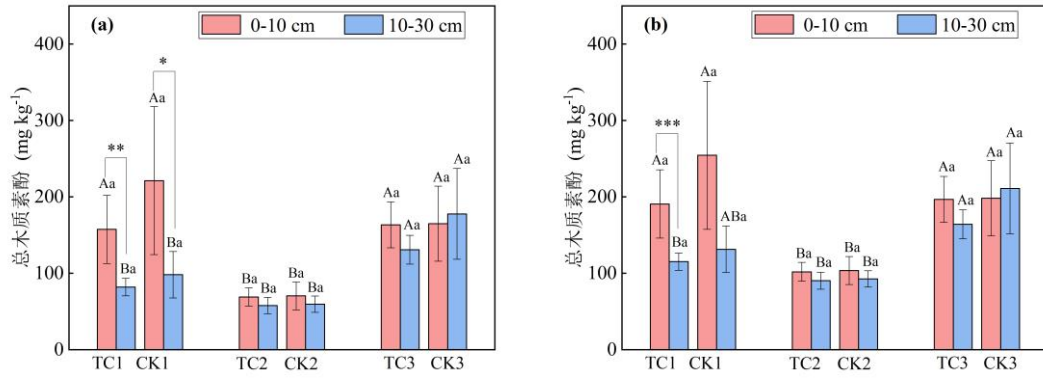 (a)
0-10 cm
10-30 cm
400
300
200
100
0
总木质素酚 (mg kg⁻¹)
**
*
Aa
Ba
Aa
Ba
Ba
Ba
Ba
Ba
Aa
Aa
Aa
Aa
TC1
CK1
TC2
CK2
TC3
CK3
(b)
0-10 cm
10-30 cm
400
300
200
100
0
总木质素酚 (mg kg⁻¹)
***
Aa
Ba
Aa
ABa
Ba
Ba
Ba
Ba
Aa
Aa
Aa
Aa
TC1
CK1
TC2
CK2
TC3
CK3